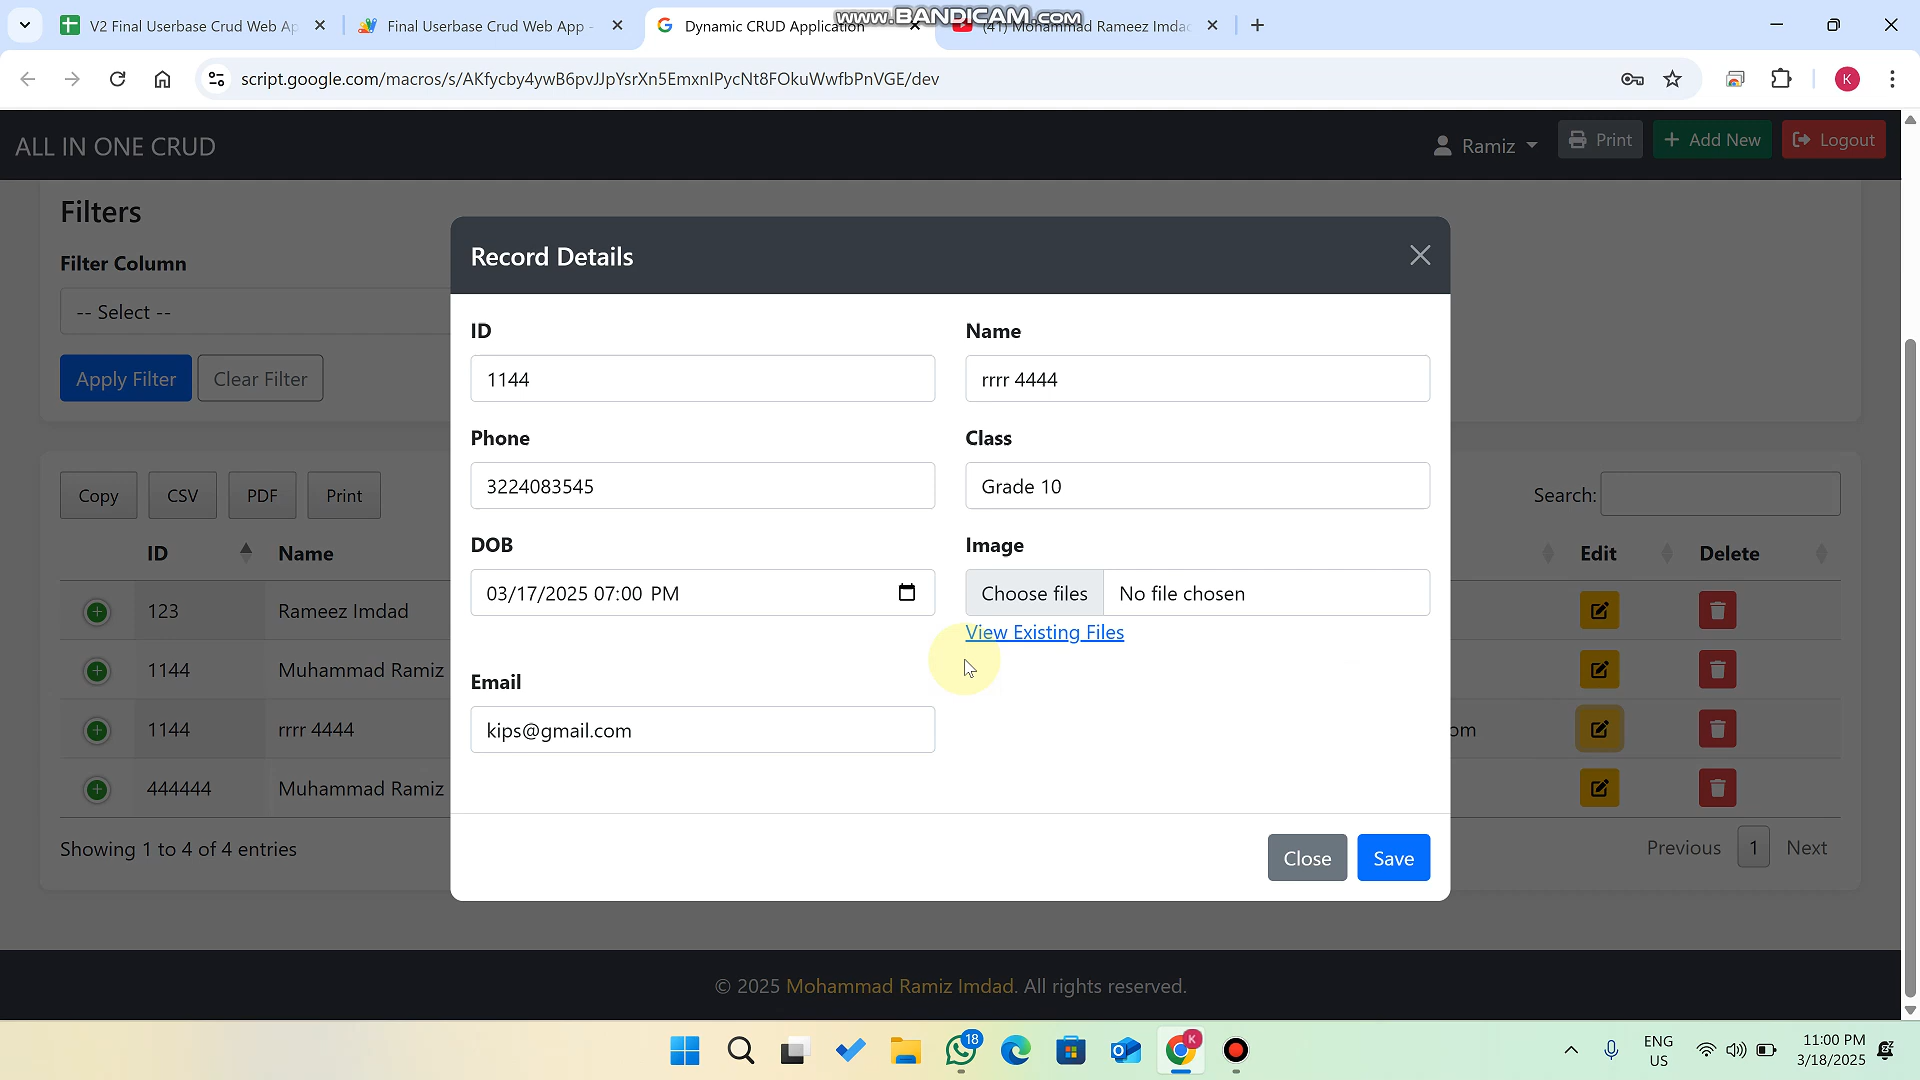 V2 Final Userbase Crud Web Ap
Final Userbase Crud Web App -
Dynamic CRUD Application
(41) Mohammad Rameez Imdac
www.BANDICAM.com
script.google.com/macros/s/AKfycby4ywB6pvJJpYsrXn5EmxnIPycNt8FOkuWwfbPnVGE/dev
K
ALL IN ONE CRUD
Ramiz
Print
Add New
Logout
Filters
Filter Column
-- Select --
Apply Filter
Clear Filter
Record Details
ID
Name
1144
rrrr 4444
Phone
Class
3224083545
Grade 10
DOB
Image
03/17/2025 07:00 PM
Choose files
No file chosen
View Existing Files
Email
kips@gmail.com
Close
Save
Copy
CSV
PDF
Print
Search:
ID
Name
Edit
Delete
123
Rameez Imdad
1144
Muhammad Ramiz
1144
rrrr 4444
om
444444
Muhammad Ramiz
Showing 1 to 4 of 4 entries
Previous
1
Next
© 2025 Mohammad Ramiz Imdad. All rights reserved.
18
K
ENG
US
11:00 PM
3/18/2025